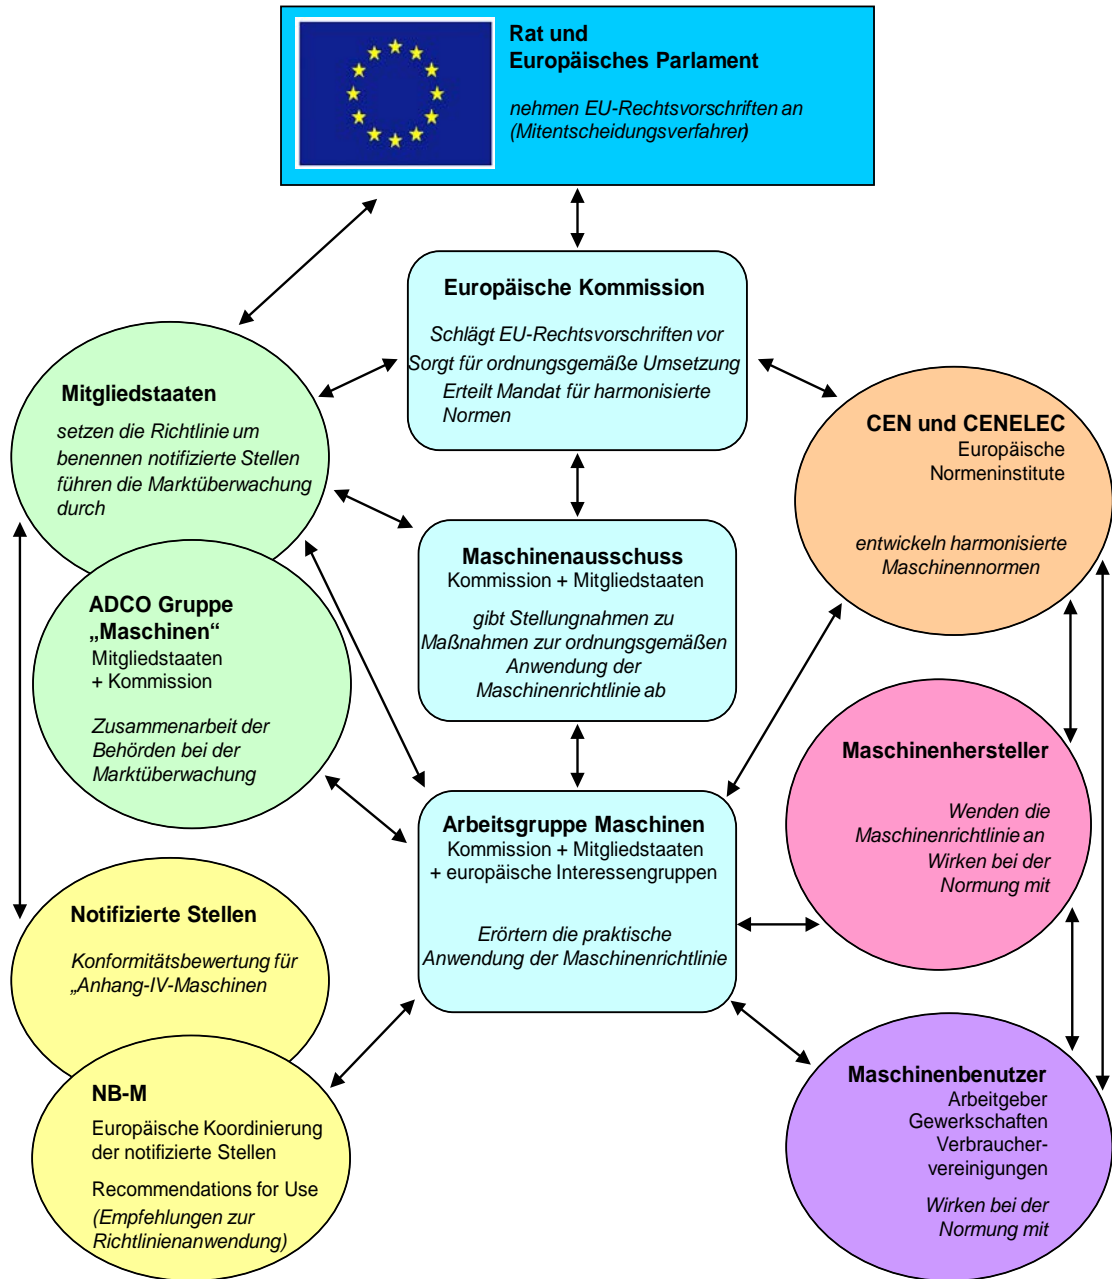 Rat und
Europäisches Parlament
nehmen EU-Rechtsvorschriften an
(Mitentscheidungsverfahrer)
Europäische Kommission
Schlägt EU-Rechtsvorschriften vor
Sorgt für ordnungsgemäße Umsetzung
Erteilt Mandat für harmonisierte
Normen
Mitgliedstaaten
setzen die Richtlinie um
benennen notifizierte Stellen
führen die Marktüberwachung
durch
CEN und CENELEC
Europäische
Normeninstitute
entwickeln harmonisierte
Maschinennormen
Maschinenausschuss
Kommission + Mitgliedstaaten
gibt Stellungnahmen zu
Maßnahmen zur ordnungsgemäßen
Anwendung der
Maschinenrichtlinie ab
ADCO Gruppe
„Maschinen“
Mitgliedstaaten
+ Kommission
Zusammenarbeit der
Behörden bei der
Marktüberwachung
Maschinenhersteller
Wenden die
Maschinenrichtlinie an
Wirken bei der
Normung mit
Arbeitsgruppe Maschinen
Kommission + Mitgliedstaaten
+ europäische Interessengruppen
Erörtern die praktische
Anwendung der Maschinenrichtlinie
Notifizierte Stellen
Konformitätsbewertung für
„Anhang-IV-Maschinen
NB-M
Europäische Koordinierung
der notifizierte Stellen
Recommendations for Use
(Empfehlungen zur
Richtlinienanwendung)
Maschinenbenutzer
Arbeitgeber
Gewerkschaften
Verbraucher-
vereinigungen
Wirken bei der
Normung mit